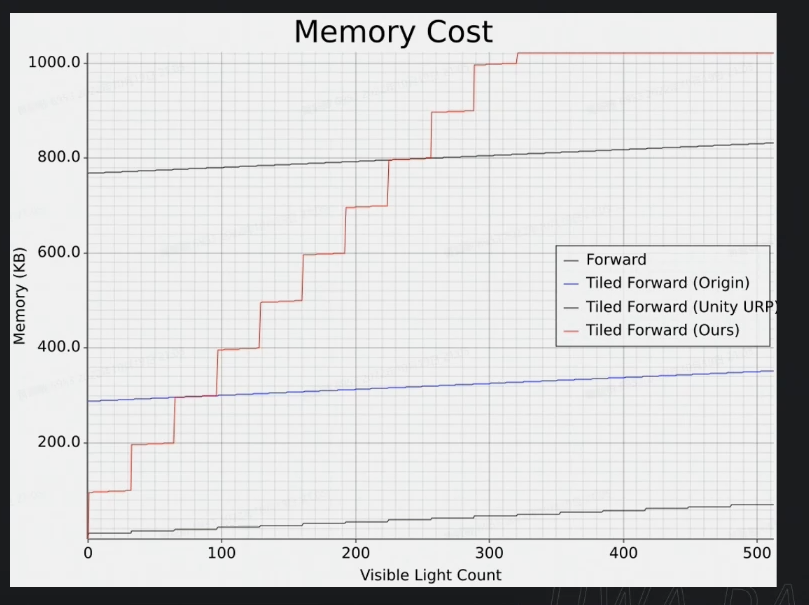 Memory Cost
1000.0
800.0
600.0
400.0
200.0
Memory (KB)
Forward
Tiled Forward (Origin)
Tiled Forward (Unity URP)
Tiled Forward (Ours)
0 100 200 300 400 500
Visible Light Count